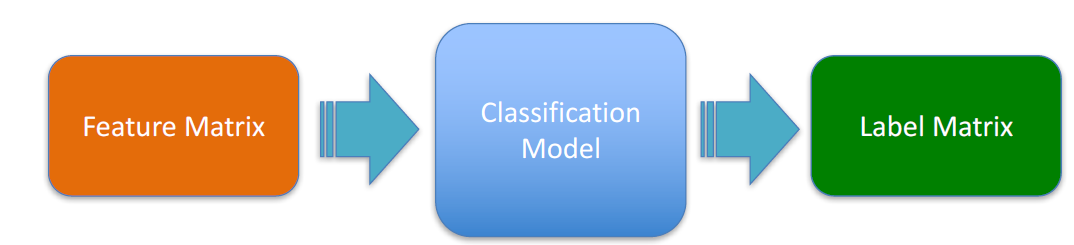 Feature Matrix
Classification
Model
Label Matrix